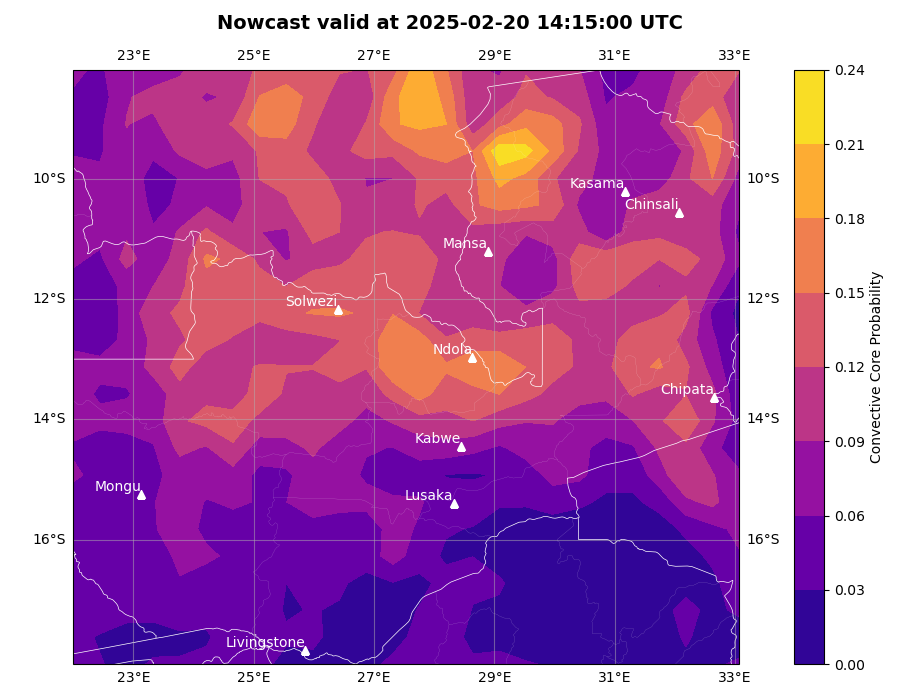 Nowcast valid at 2025-02-20 14:15:00 UTC
23°E 25°E 27°E 29°E 31°E 33°E
0.24
0.21
10°S
Kasama
Chinsali
0.18
Mansa
12°S
Solwezi
0.15
Ndola
0.12
Chipata
14°S
Kabwe
0.09
Mongu
Lusaka
0.06
16°S
0.03
Livingstone
0.00
Convective Core Probability
23°E 25°E 27°E 29°E 31°E 33°E